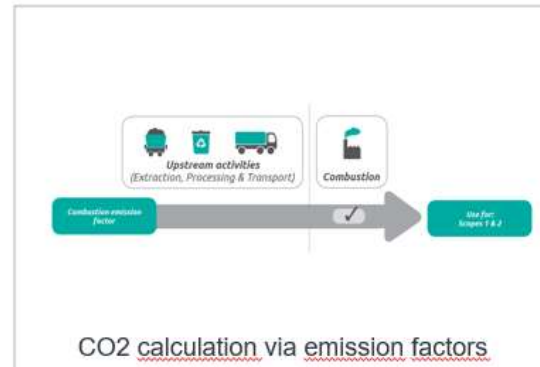 Upstream activities
(Extraction, Processing & Transport)
Combustion
Combustion emission
factor
Use for:
Scopes 1 & 2
CO2 calculation via emission factors